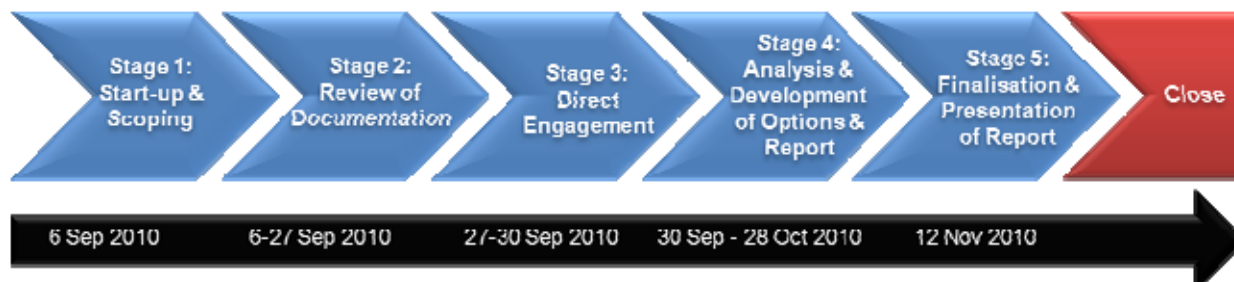 Stage 1:
Start-up &
Scoping
Stage 2:
Review of
Documentation
Stage 3:
Direct
Engagement
Stage 4:
Analysis &
Development
of Options &
Report
Stage 5:
Finalisation &
Presentation
of Report
Close
6 Sep 2010
6-27 Sep 2010
27-30 Sep 2010
30 Sep - 28 Oct 2010
12 Nov 2010